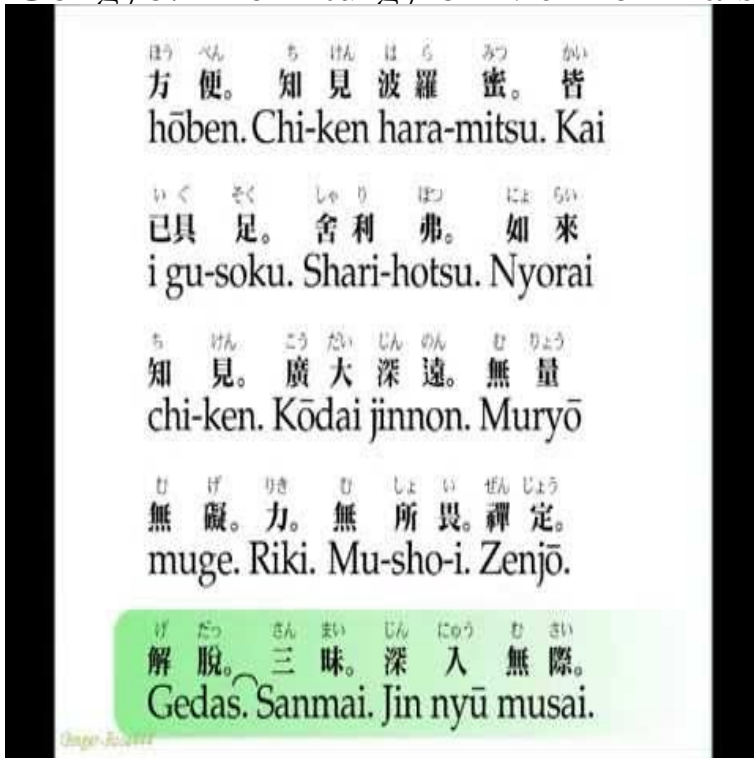 ほう べん ち けん は ら みつ かい
方 便。 知 見 波 羅 蜜。 皆
hōben. Chi-ken hara-mitsu. Kai
い ぐ そく しゃ り ほつ にょ らい
已具 足。 舍 利 弗。 如 來
i gu-soku. Shari-hotsu. Nyorai
ち けん こう だい じん のん む りょう
知 見。 廣 大 深 遠。 無 量
chi-ken. Kōdai jinnon. Muryō
む げ りき む しょ い ぜん じょう
無 礙。 力。 無 所 畏。 禪 定。
muge. Riki. Mu-sho-i. Zenjō.
げ だっ さん まい じん にゅう む さい
解 脫。 三 昧。 深 入 無 際。
Gedas. Sanmai. Jin nyū musai.